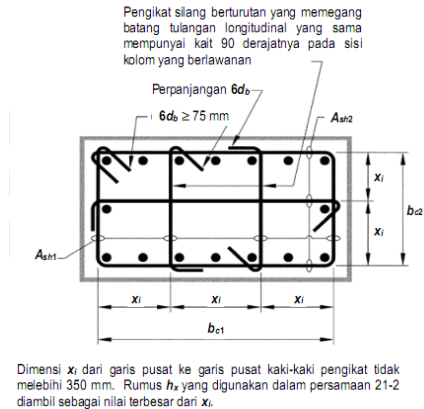 Pengikat silang berturutan yang memegang
batang tulangan longitudinal yang sama
mempunyai kait 90 derajatnya pada sisi
kolom yang berlawanan
Perpanjangan 6db
6db ≥ 75 mm
Ash2
xi
bc2
xi
Ash1
xi
xi
xi
bc1
Dimensi xi dari garis pusat ke garis pusat kaki-kaki pengikat tidak
melebihi 350 mm. Rumus hx yang digunakan dalam persamaan 21-2
diambil sebagai nilai terbesar dari xi.